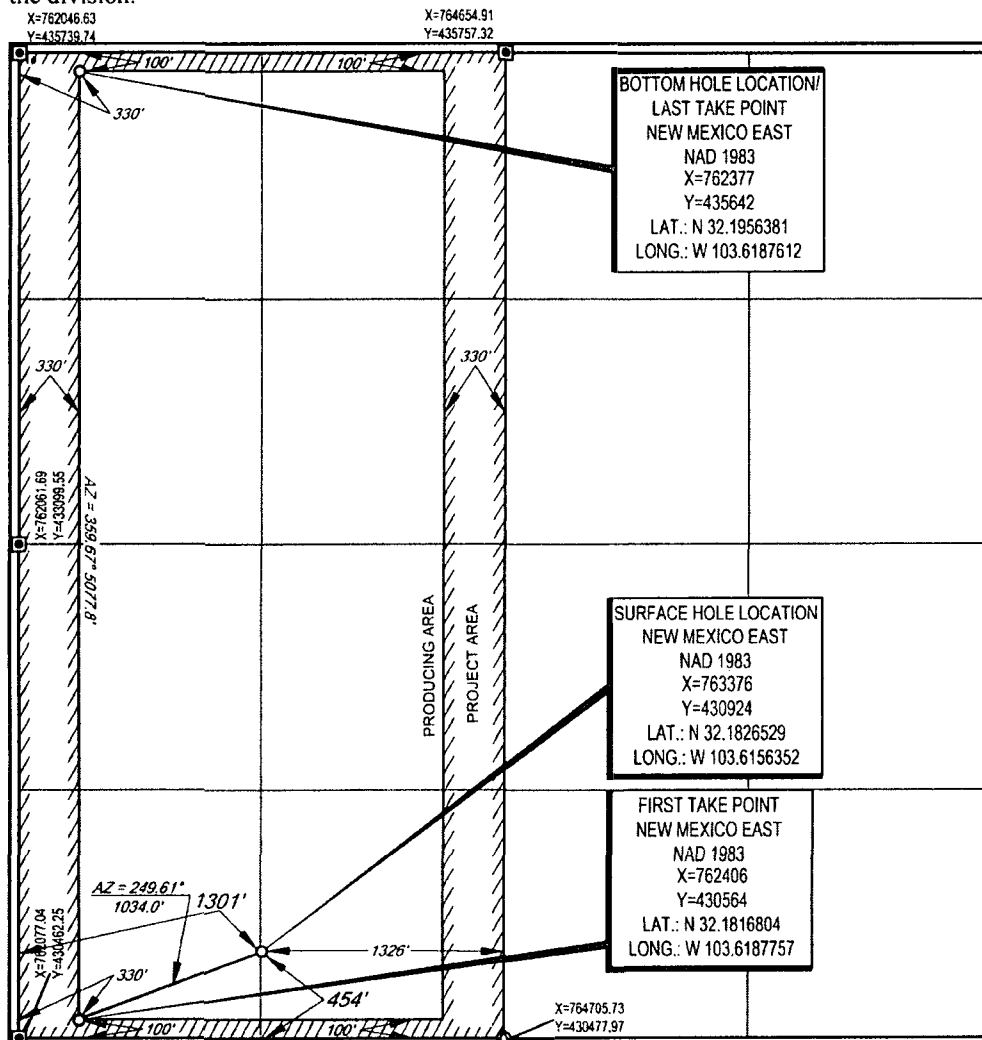 the division.
X=762046.63
Y=435739.74
X=764654.91
Y=435757.32
100'
100'
330'
BOTTOM HOLE LOCATION/
LAST TAKE POINT
NEW MEXICO EAST
NAD 1983
X=762377
Y=435642
LAT.: N 32.1956381
LONG.: W 103.6187612
330'
330'
X=762061.69
Y=433099.55
AZ = 359.67° 5077.8'
PRODUCING AREA
PROJECT AREA
SURFACE HOLE LOCATION
NEW MEXICO EAST
NAD 1983
X=763376
Y=430924
LAT.: N 32.1826529
LONG.: W 103.6156352
FIRST TAKE POINT
NEW MEXICO EAST
NAD 1983
X=762406
Y=430564
LAT.: N 32.1816804
LONG.: W 103.6187757
AZ = 249.61°
1034.0'
1301'
1326'
X=762077.04
Y=430462.25
330'
454'
100'
100'
X=764705.73
Y=430477.97